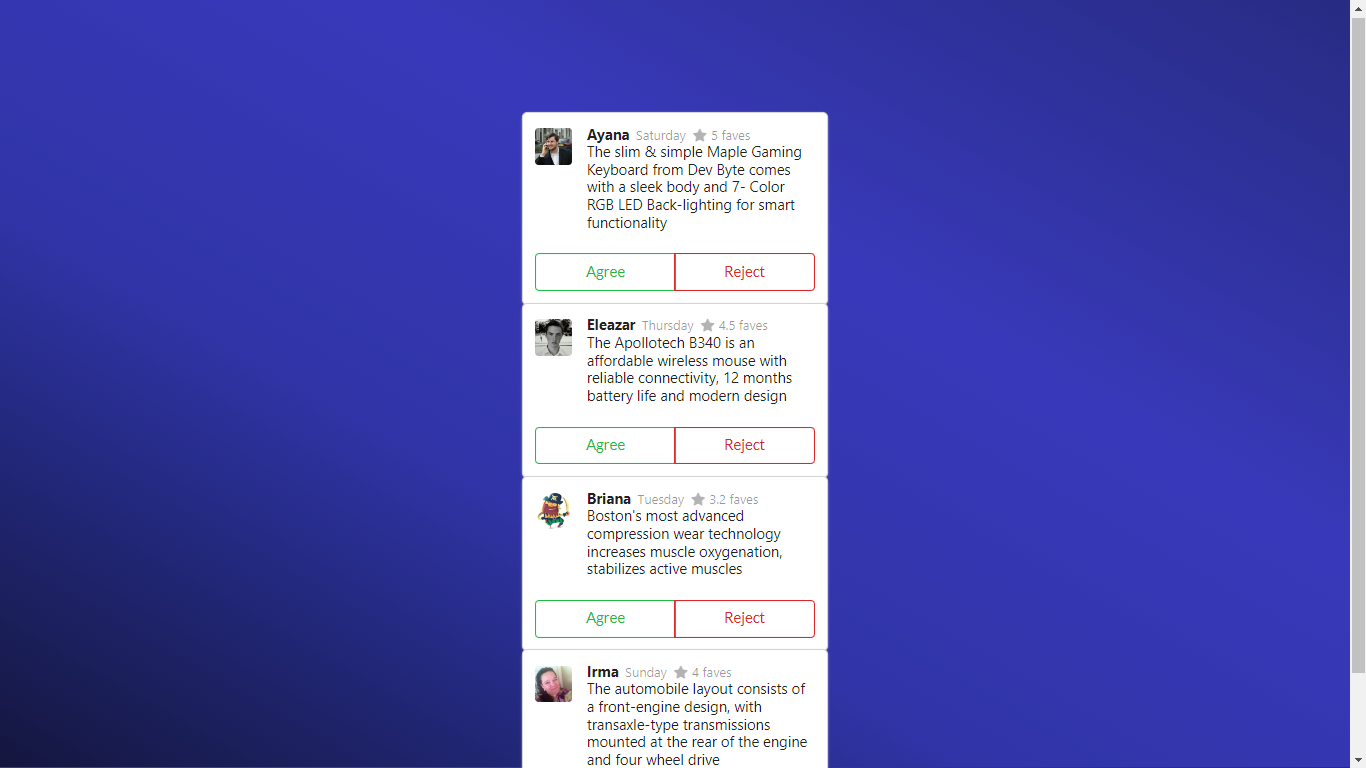 Ayana Saturday 5 faves
The slim & simple Maple Gaming
Keyboard from Dev Byte comes
with a sleek body and 7- Color
RGB LED Back-lighting for smart
functionality
Agree Reject
Eleazar Thursday 4.5 faves
The Apollotech B340 is an
affordable wireless mouse with
reliable connectivity, 12 months
battery life and modern design
Agree Reject
Briana Tuesday 3.2 faves
Boston's most advanced
compression wear technology
increases muscle oxygenation,
stabilizes active muscles
Agree Reject
Irma Sunday 4 faves
The automobile layout consists of
a front-engine design, with
transaxle-type transmissions
mounted at the rear of the engine
and four wheel drive